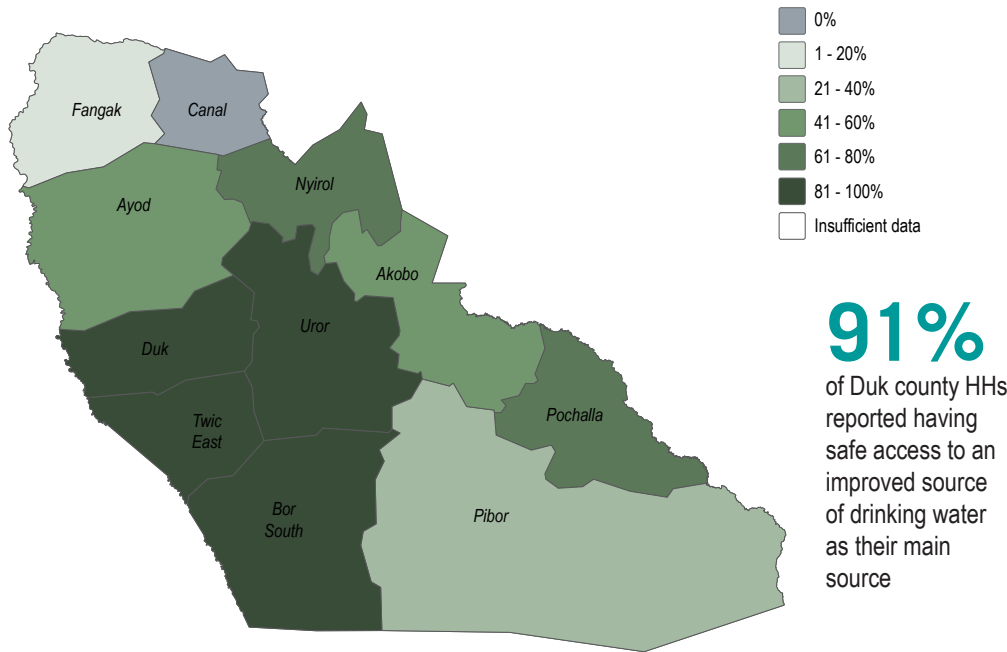 0%
1 - 20%
21 - 40%
41 - 60%
61 - 80%
81 - 100%
Insufficient data
Fangak
Canal
Nyirol
Ayod
Akobo
Uror
Duk
Twic
East
Pochalla
Bor
South
Pibor
91%
of Duk county HHs
reported having
safe access to an
improved source
of drinking water
as their main
source